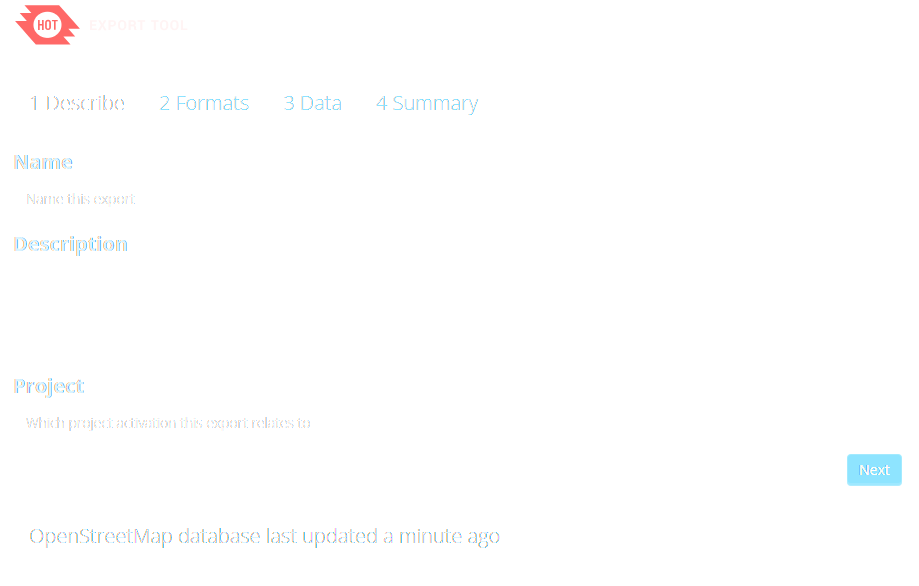 HOT EXPORT TOOL
1 Describe 2 Formats 3 Data 4 Summary
Name
Name this export
Description
Project
Which project activation this export relates to
Next
OpenStreetMap database last updated a minute ago